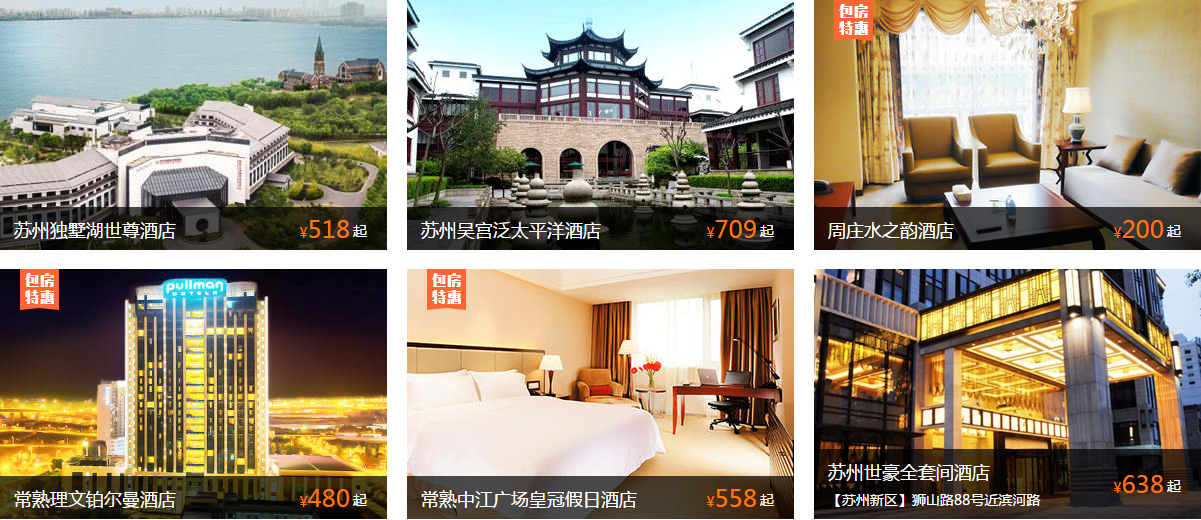 苏州独墅湖世尊酒店
¥518起
苏州吴宫泛太平洋酒店
¥709起
包房
特惠
周庄水之韵酒店
¥200起
包房
特惠
pullman
HOTELS
常熟理文铂尔曼酒店
¥480起
包房
特惠
常熟中江广场皇冠假日酒店
¥558起
苏州世豪全套间酒店
【苏州新区】狮山路88号近滨河路
¥638起